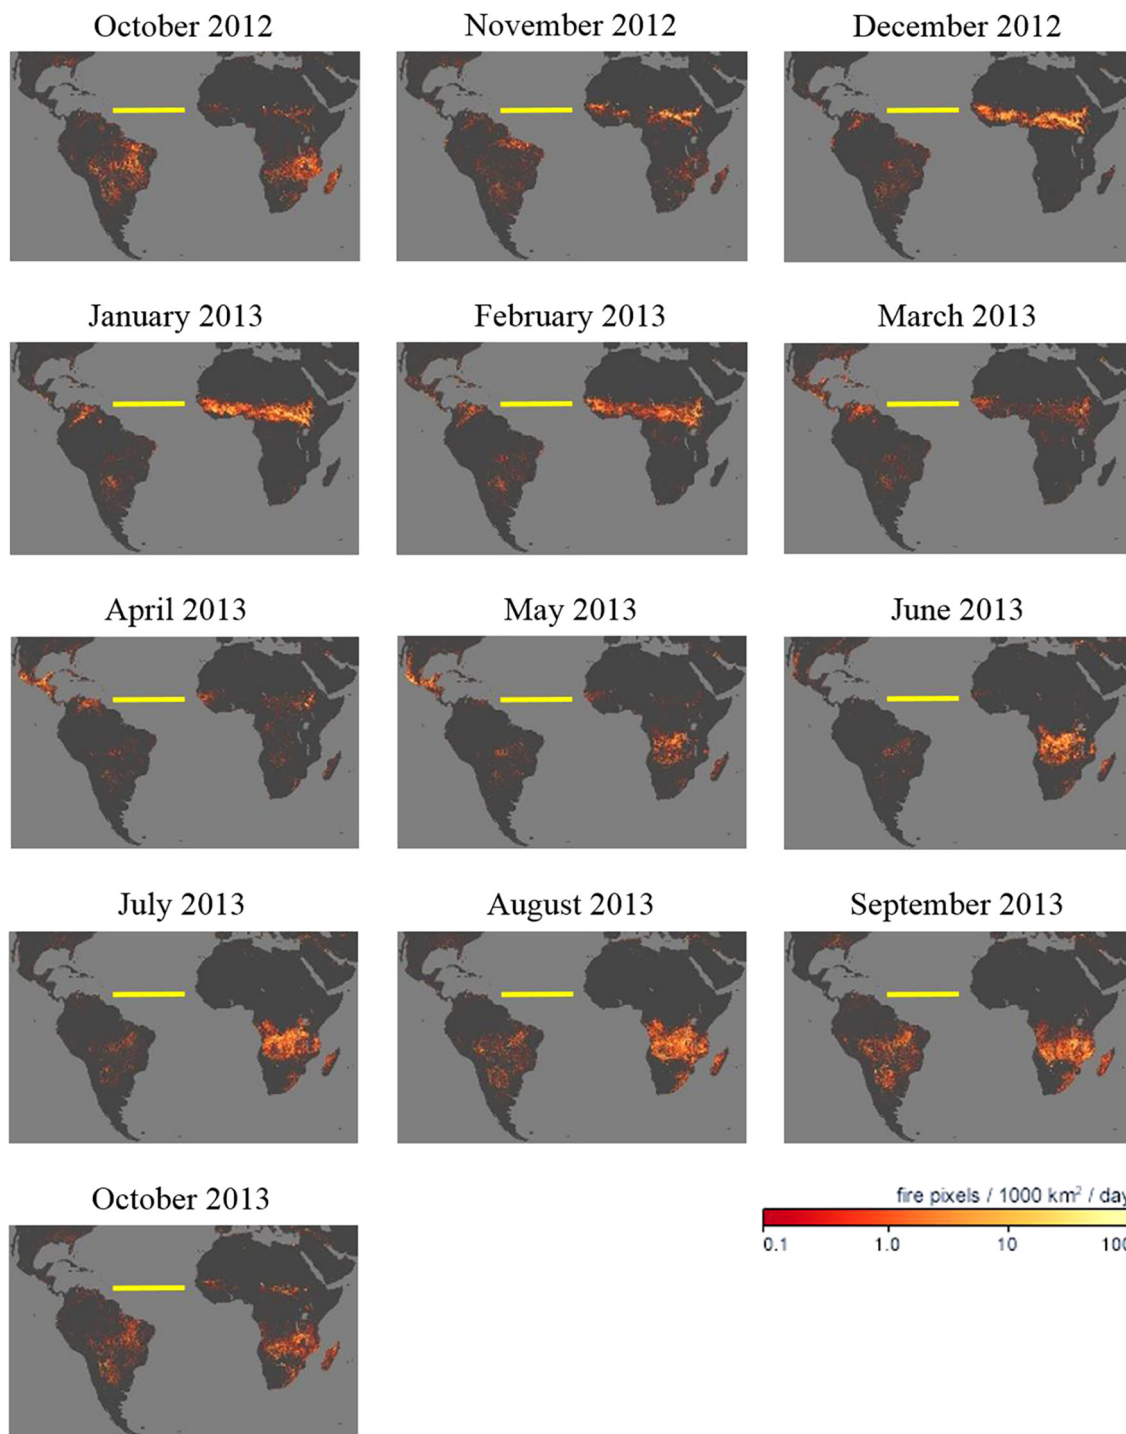 October 2012
November 2012
December 2012
January 2013
February 2013
March 2013
April 2013
May 2013
June 2013
July 2013
August 2013
September 2013
October 2013
fire pixels / 1000 km² / day
0.1 1.0 10 100